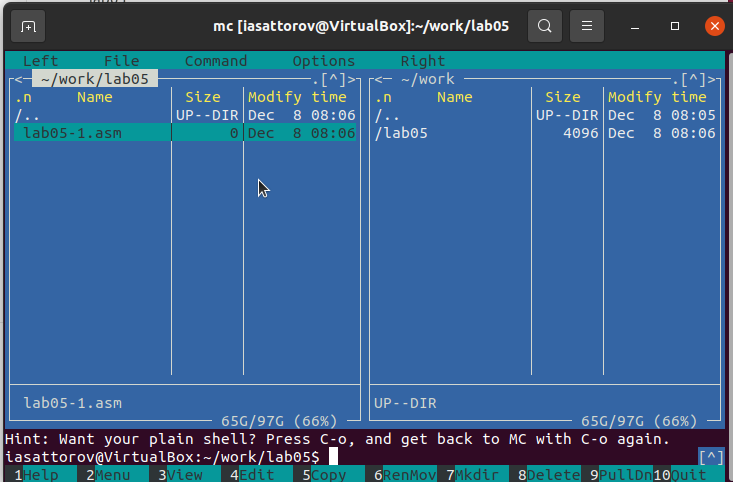 mc [iasattorov@VirtualBox]:~/work/lab05
Left File Command Options Right
<─ ~/work/lab05 ─.[^]>
.n Name Size Modify time
/.. UP--DIR Dec 8 08:06
lab05-1.asm 0 Dec 8 08:06
lab05-1.asm
65G/97G (66%)
<─ ~/work ─.[^]>
.n Name Size Modify time
/.. UP--DIR Dec 8 08:05
/lab05 4096 Dec 8 08:06
UP--DIR
65G/97G (66%)
Hint: Want your plain shell? Press C-o, and get back to MC with C-o again.
iasattorov@VirtualBox:~/work/lab05$ [^]
1Help 2Menu 3View 4Edit 5Copy 6RenMov 7Mkdir 8Delete 9PullDn 10Quit